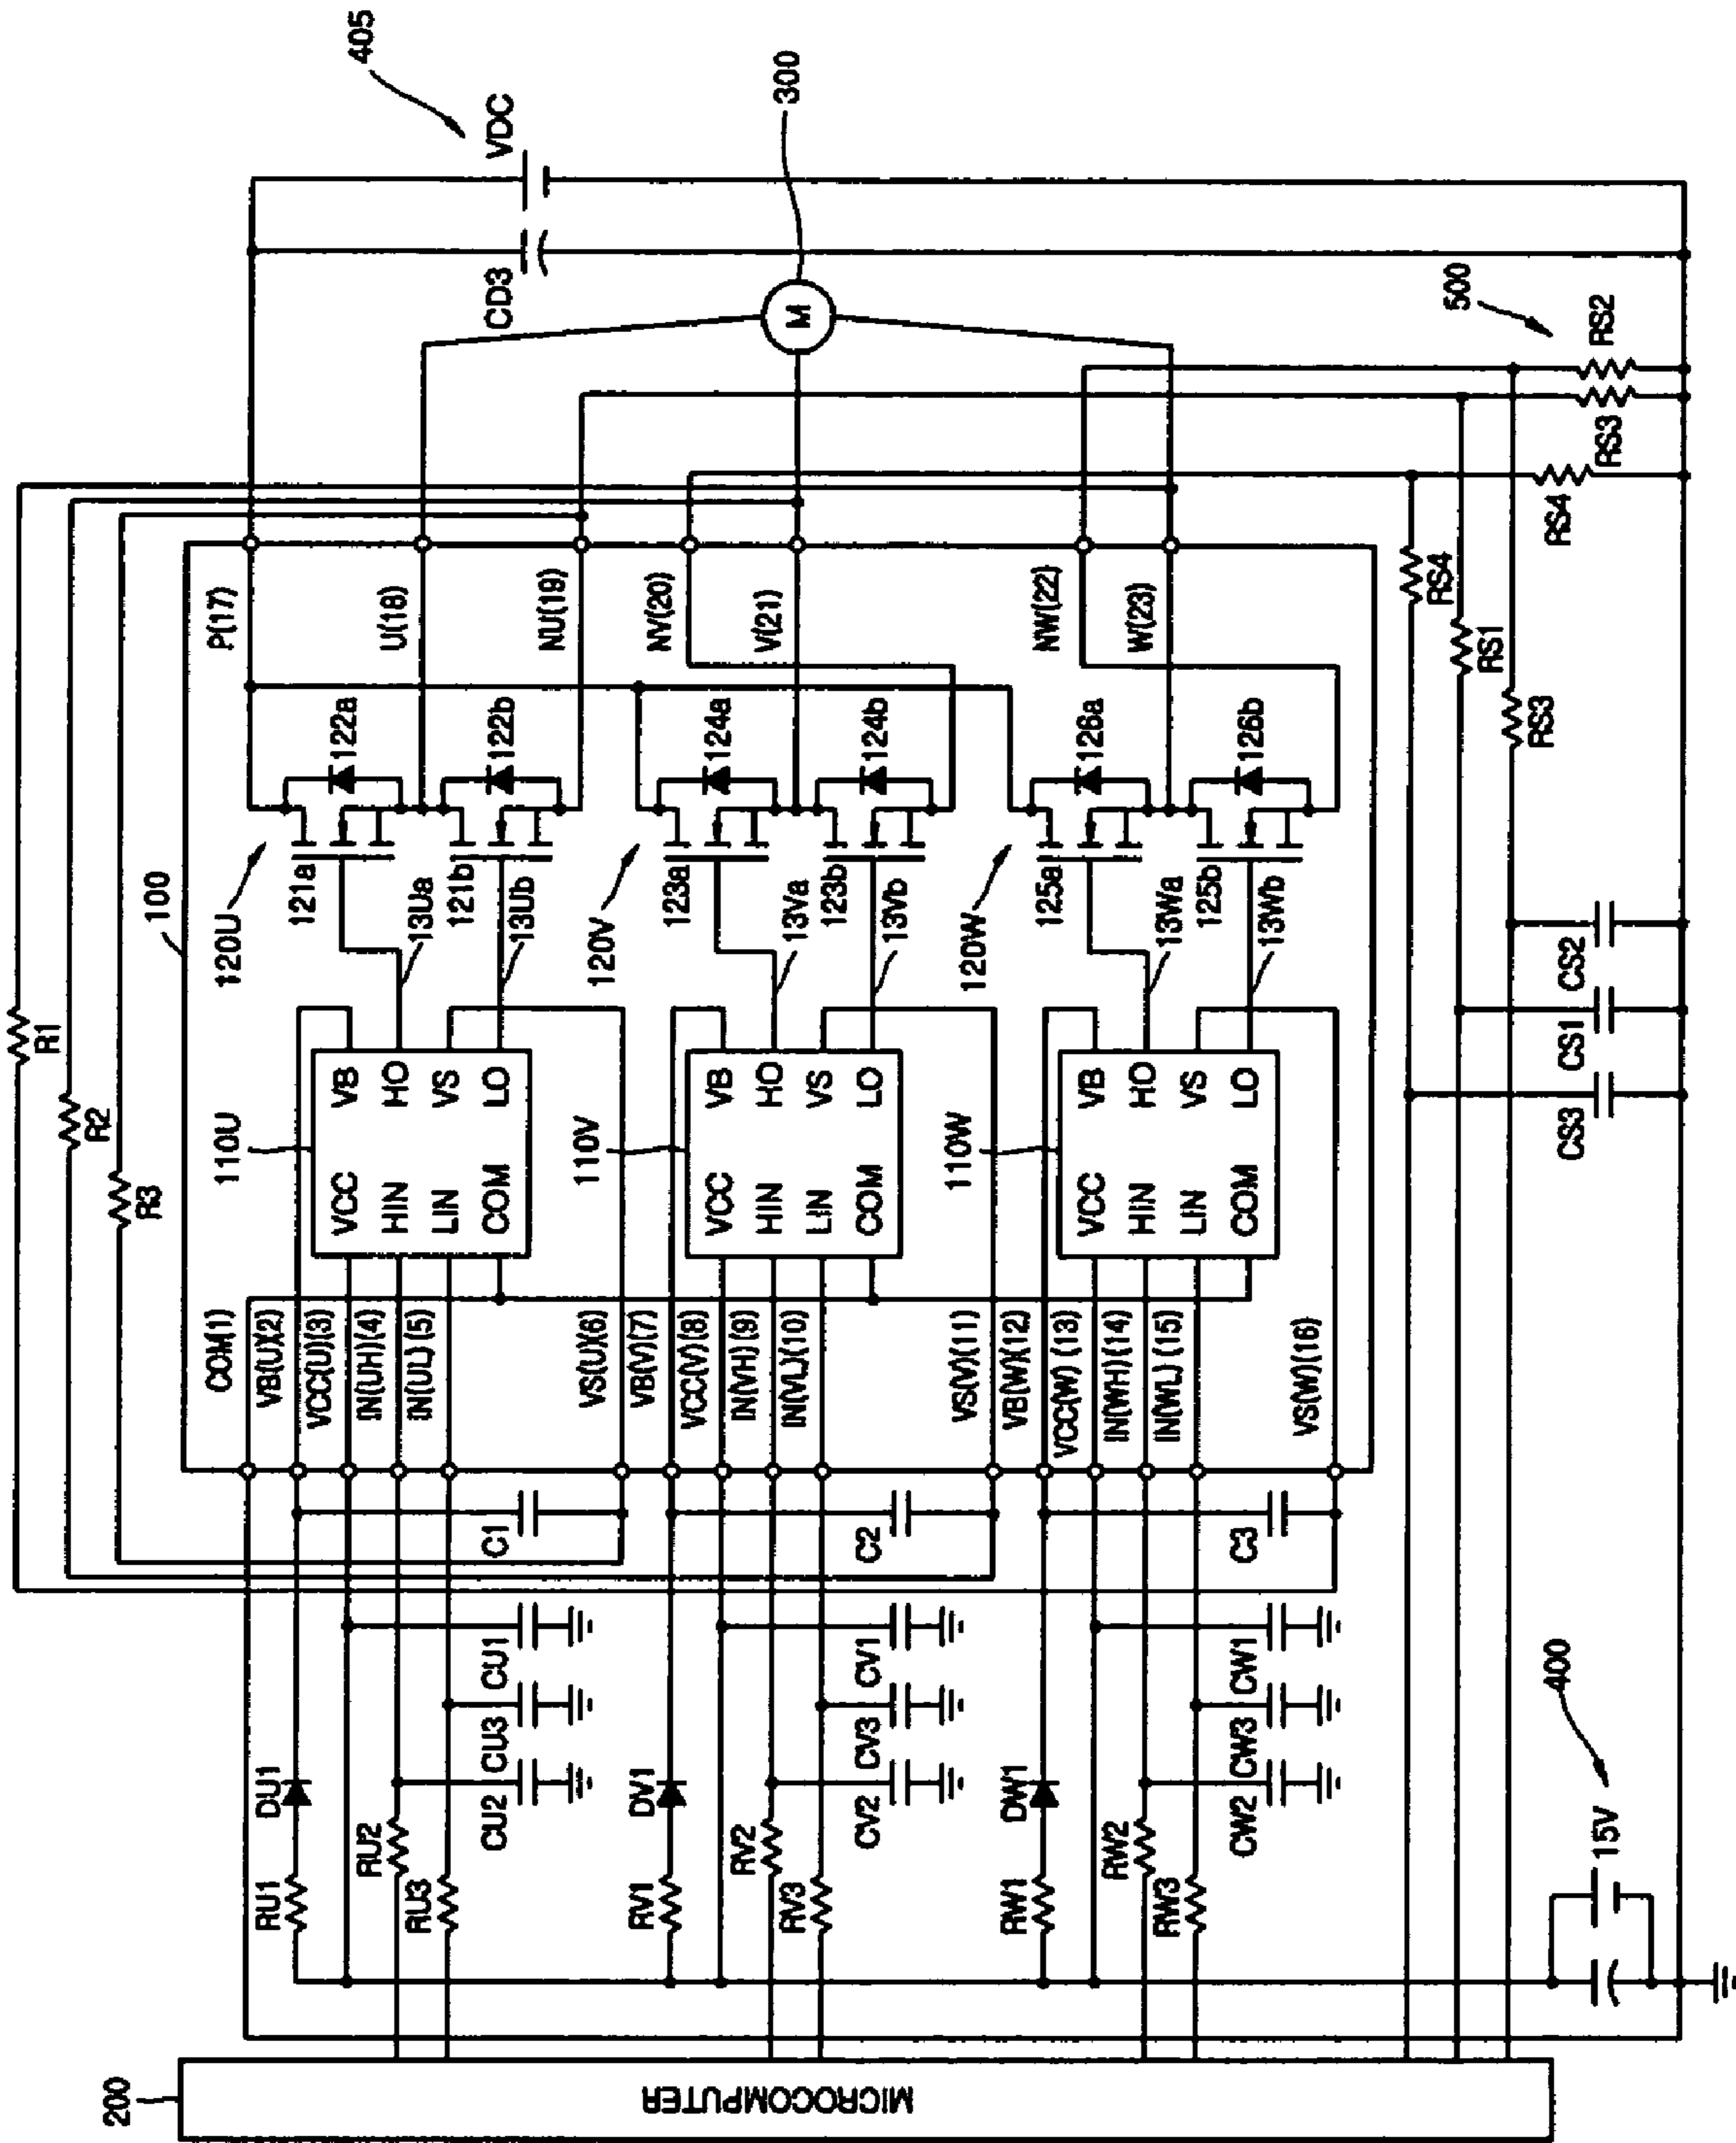 405
VDC
CD3
300
M
500
RS2
RS3
RS4
RS4
RS1
RS3
R1
R2
R3
100
P(17)
U(18)
NU(19)
NV(20)
V(21)
NW(22)
W(23)
120U
121a
122a
121b
122b
13Ua
13Ub
120V
123a
124a
123b
124b
13Va
13Vb
120W
125a
126a
125b
126b
13Wa
13Wb
110U
VCC VB
HIN HO
LIN VS
COM LO
110V
VCC VB
HIN HO
LIN VS
COM LO
110W
VCC VB
HIN HO
LIN VS
COM LO
COM(1)
VB(U)(2)
VCC(U)(3)
IN(UH)(4)
IN(UL)(5)
VS(U)(6)
VB(V)(7)
VCC(V)(8)
IN(VH)(9)
IN(VL)(10)
VS(V)(11)
VB(W)(12)
VCC(W)(13)
IN(WH)(14)
IN(WL)(15)
VS(W)(16)
CS2
CS1
CS3
C1
C2
C3
DU1
RU1
RU2
RU3
CU1
CU3
CU2
DV1
RV1
RV2
RV3
CV1
CV3
CV2
DW1
RW1
RW2
RW3
CW1
CW3
CW2
400
15V
200
MICROCOMPUTER